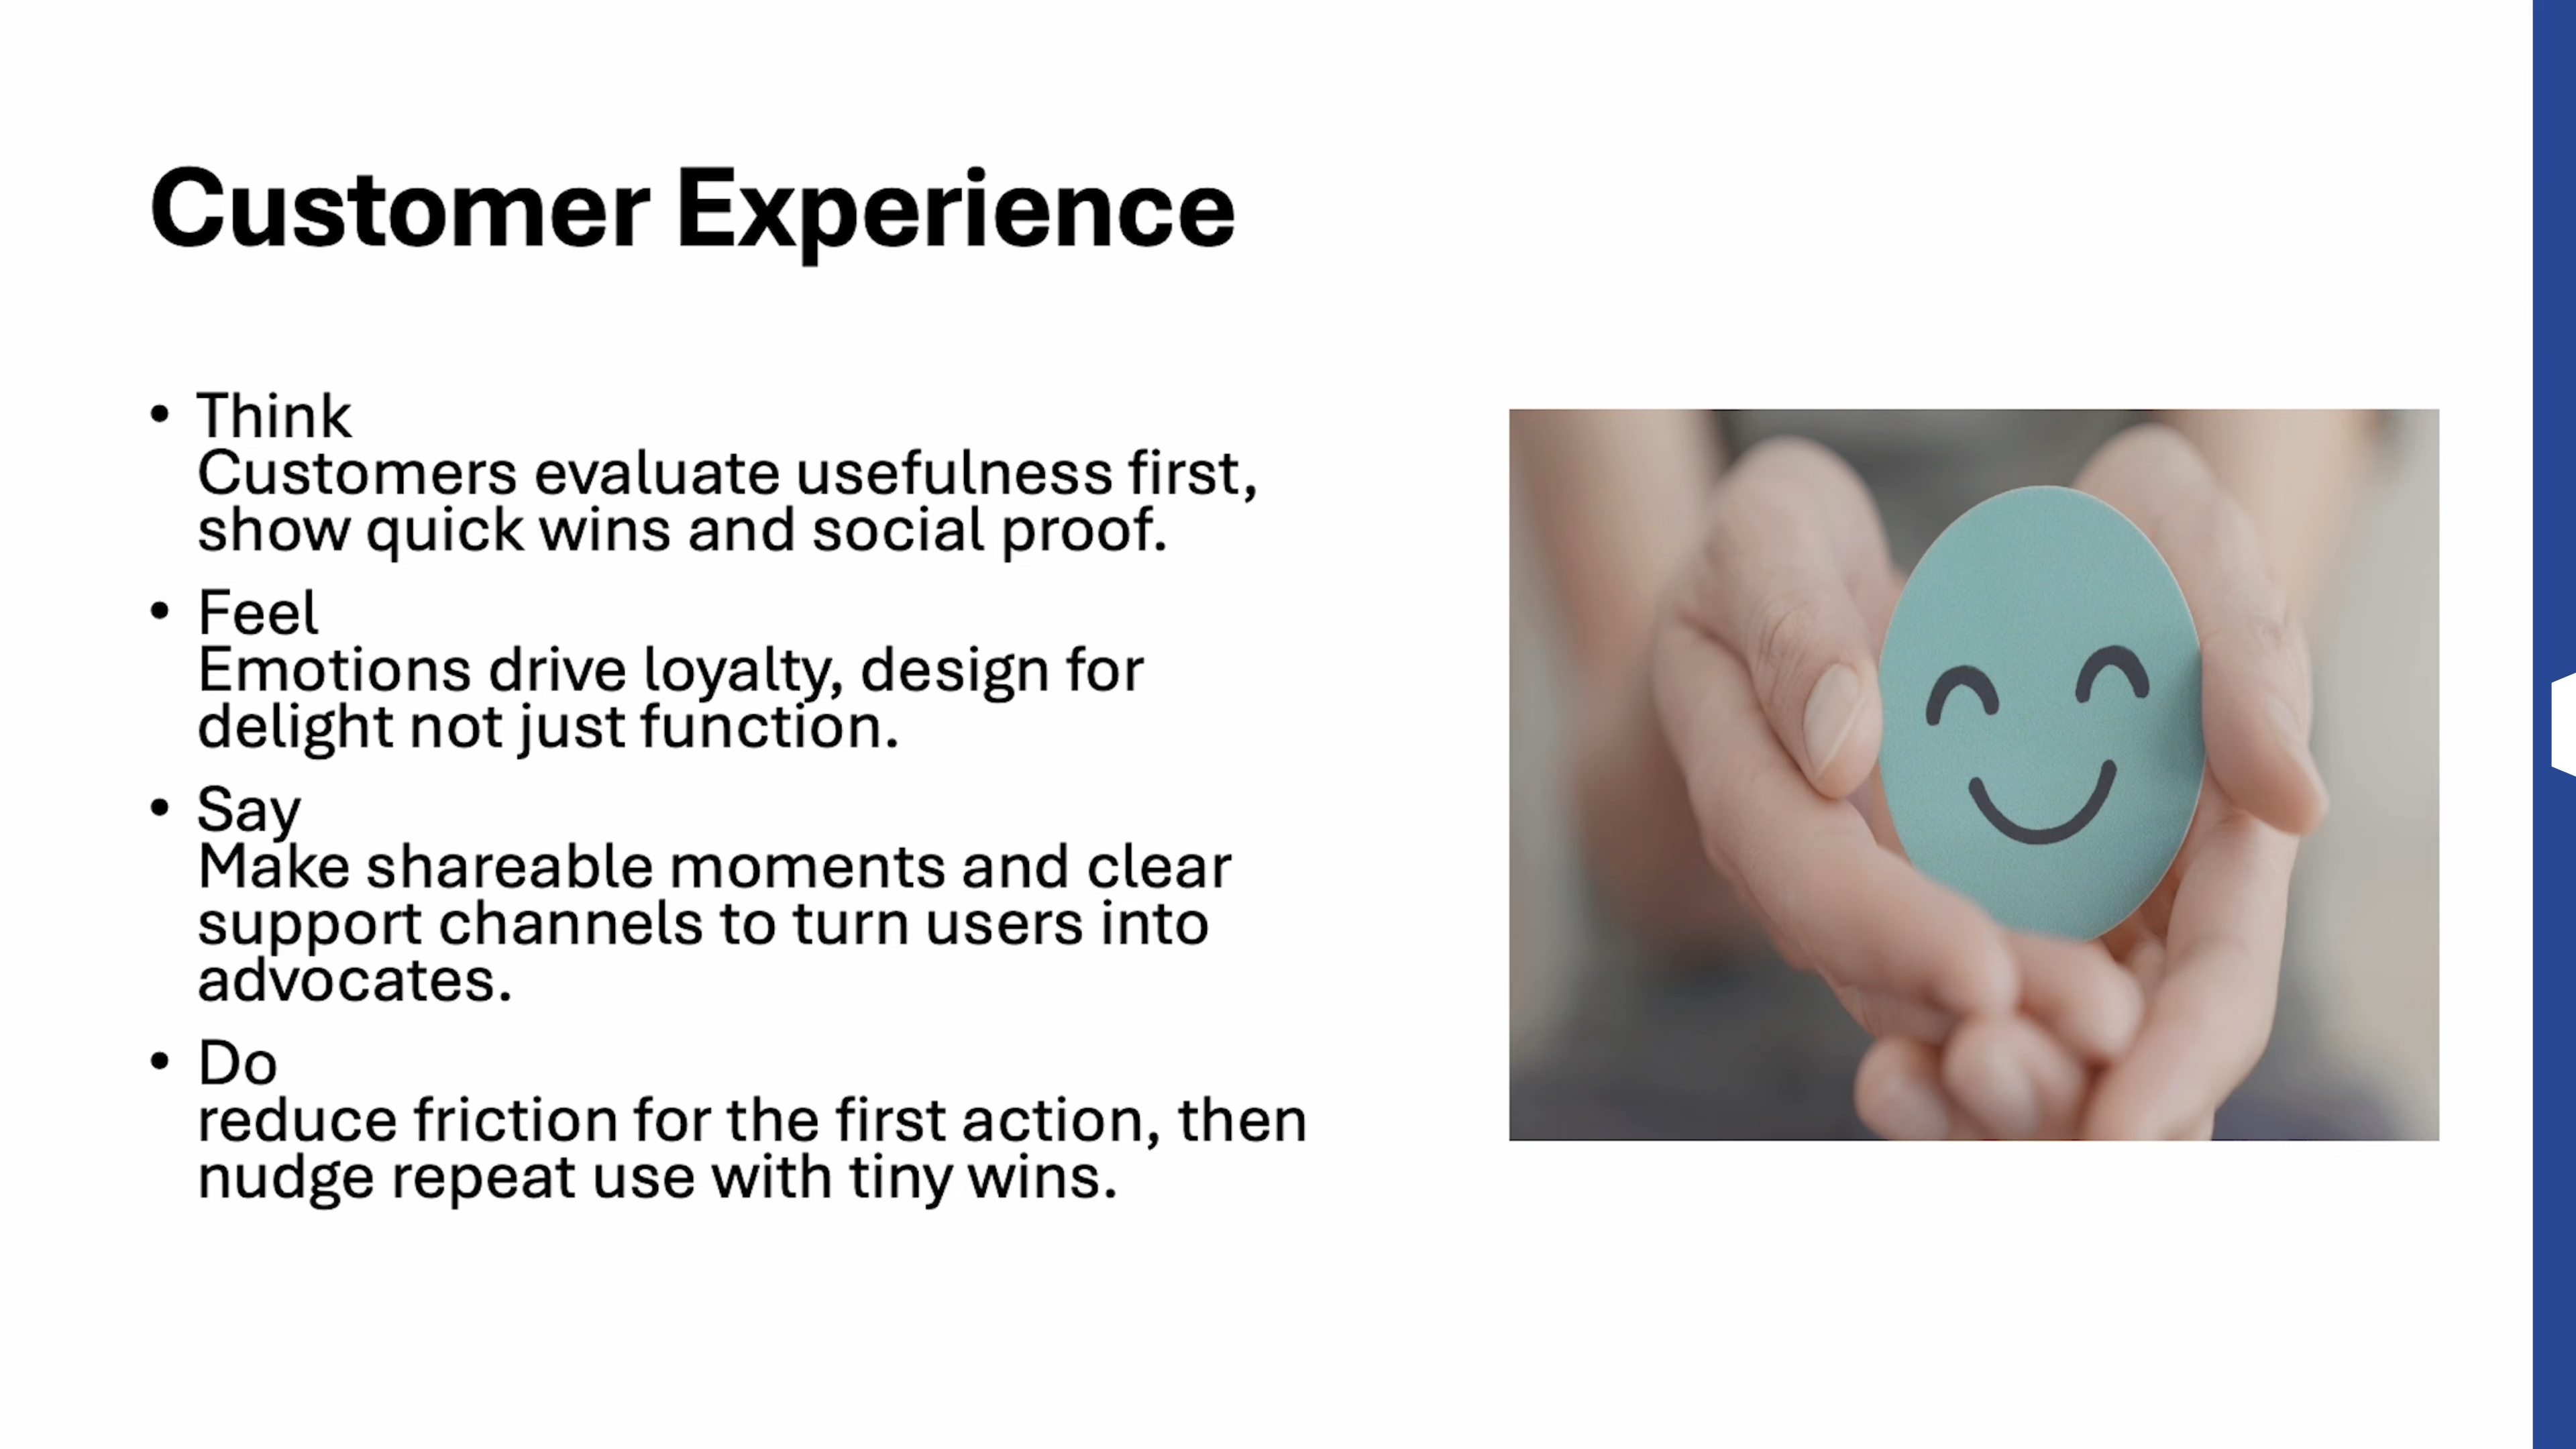 Customer Experience
• Think
Customers evaluate usefulness first,
show quick wins and social proof.
• Feel
Emotions drive loyalty, design for
delight not just function.
• Say
Make shareable moments and clear
support channels to turn users into
advocates.
• Do
reduce friction for the first action, then
nudge repeat use with tiny wins.